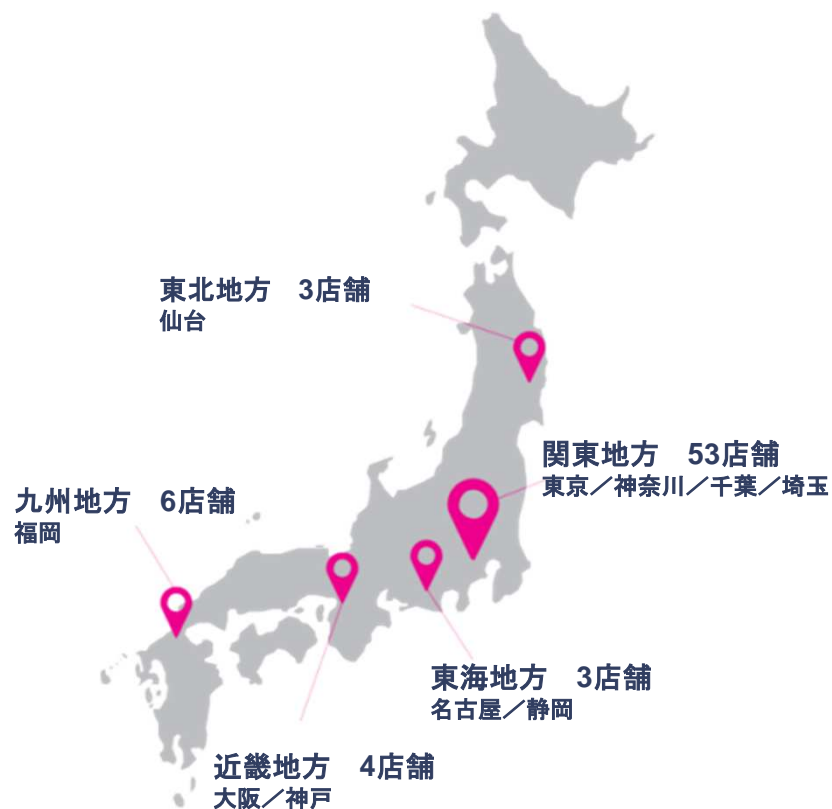 東北地方　3店舗
仙台
関東地方　53店舗
東京／神奈川／千葉／埼玉
九州地方　6店舗
福岡
東海地方　3店舗
名古屋／静岡
近畿地方　4店舗
大阪／神戸